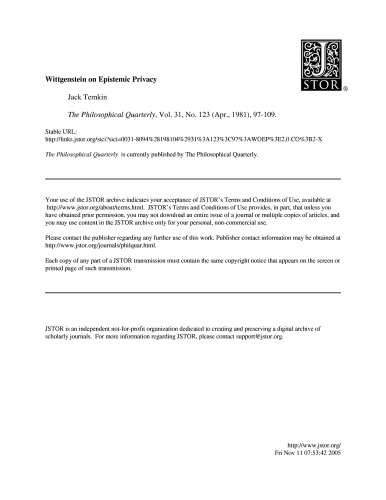 JSTOR
®
Wittgenstein on Epistemic Privacy
Jack Temkin
The Philosophical Quarterly, Vol. 31, No. 123 (Apr., 1981), 97-109.
Stable URL:
http://links.jstor.org/sici?sici=0031-8094%28198104%2931%3A123%3C97%3AWOEP%3E2.0.CO%3B2-X
The Philosophical Quarterly is currently published by The Philosophical Quarterly.
Your use of the JSTOR archive indicates your acceptance of JSTOR's Terms and Conditions of Use, available at
http://www.jstor.org/about/terms.html. JSTOR's Terms and Conditions of Use provides, in part, that unless you
have obtained prior permission, you may not download an entire issue of a journal or multiple copies of articles, and
you may use content in the JSTOR archive only for your personal, non-commercial use.
Please contact the publisher regarding any further use of this work. Publisher contact information may be obtained at
http://www.jstor.org/journals/philquar.html.
Each copy of any part of a JSTOR transmission must contain the same copyright notice that appears on the screen or
printed page of such transmission.
JSTOR is an independent not-for-profit organization dedicated to creating and preserving a digital archive of
scholarly journals. For more information regarding JSTOR, please contact support@jstor.org.
http://www.jstor.org/
Fri Nov 11 07:53:42 2005